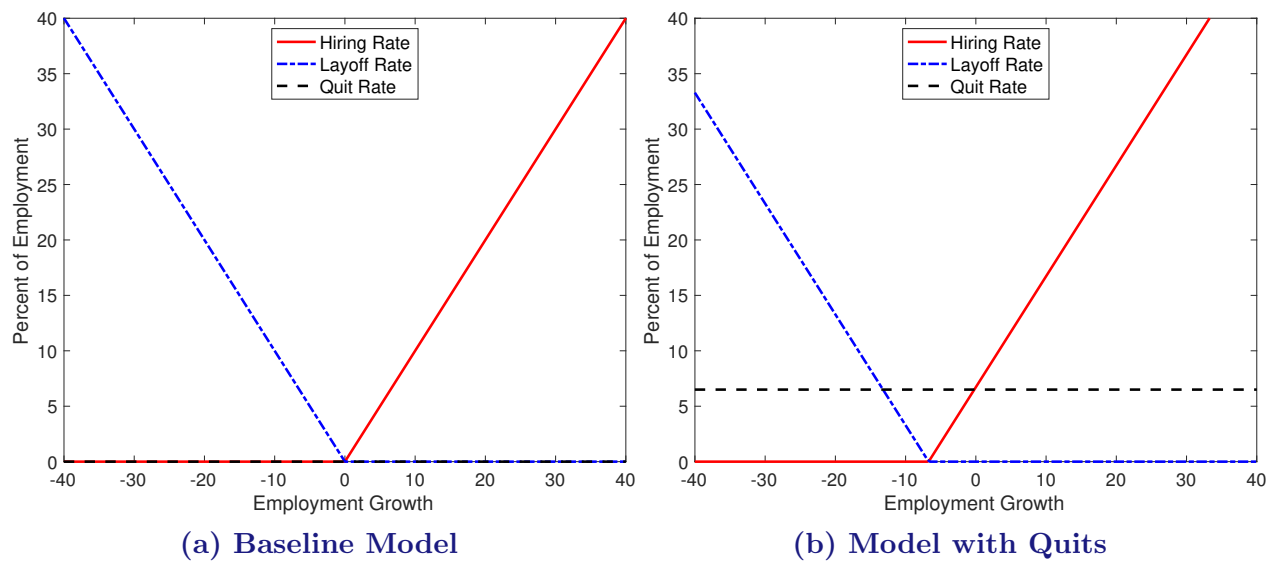 40
35
30
25
20
15
10
5
0
Percent of Employment
Hiring Rate
Layoff Rate
Quit Rate
-40 -30 -20 -10 0 10 20 30 40
Employment Growth
(a) Baseline Model
40
35
30
25
20
15
10
5
0
Percent of Employment
Hiring Rate
Layoff Rate
Quit Rate
-40 -30 -20 -10 0 10 20 30 40
Employment Growth
(b) Model with Quits